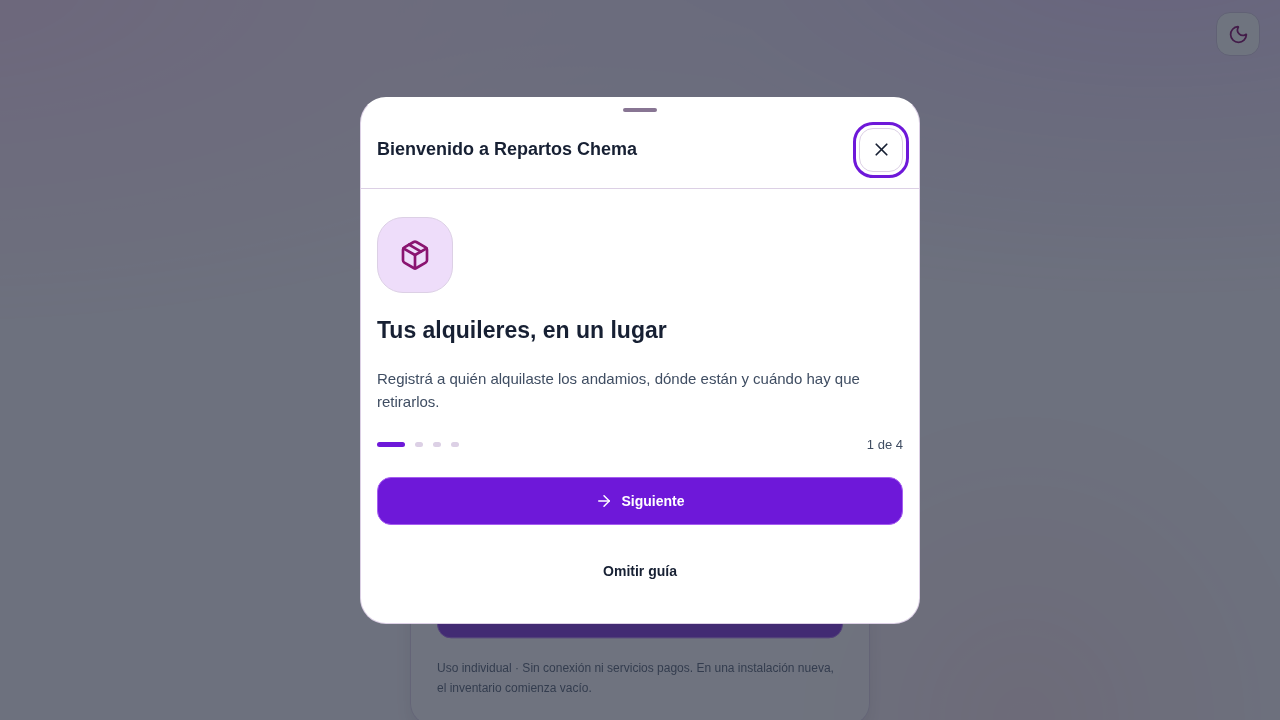 Bienvenido a Repartos Chema
Tus alquileres, en un lugar
Registrá a quién alquilaste los andamios, dónde están y cuándo hay que
retirarlos.
1 de 4
Siguiente
Omitir guía
Uso individual · Sin conexión ni servicios pagos. En una instalación nueva,
el inventario comienza vacío.